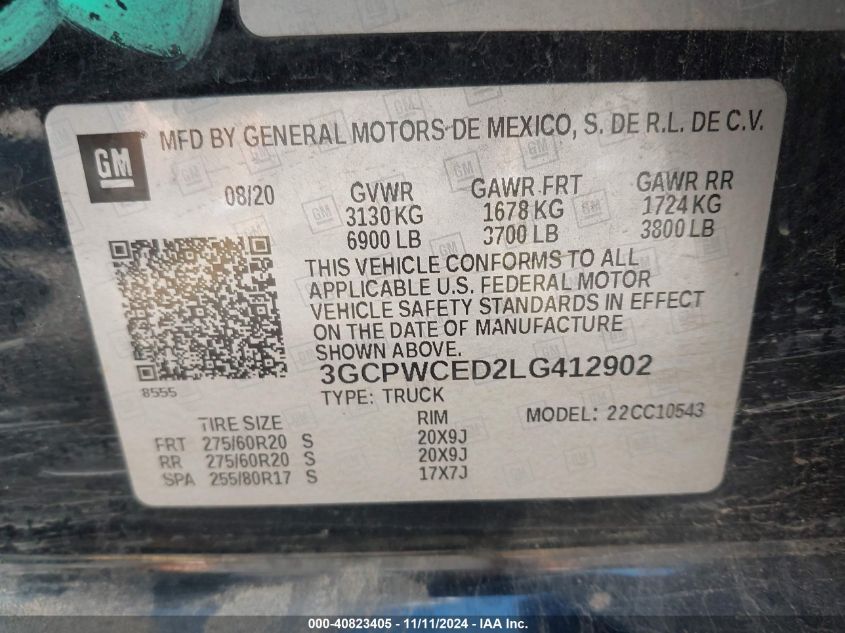 GM
MFD BY GENERAL MOTORS DE MEXICO, S. DE R.L. DE C.V.
08/20 GVWR GAWR FRT GAWR RR
3130 KG 1678 KG 1724 KG
6900 LB 3700 LB 3800 LB
THIS VEHICLE CONFORMS TO ALL
APPLICABLE U.S. FEDERAL MOTOR
VEHICLE SAFETY STANDARDS IN EFFECT
ON THE DATE OF MANUFACTURE
SHOWN ABOVE.
3GCPWCED2LG412902
8555
TYPE: TRUCK MODEL: 22CC10543
TIRE SIZE RIM
FRT 275/60R20 S 20X9J
RR 275/60R20 S 20X9J
SPA 255/80R17 S 17X7J
000-40823405 - 11/11/2024 - IAA Inc.